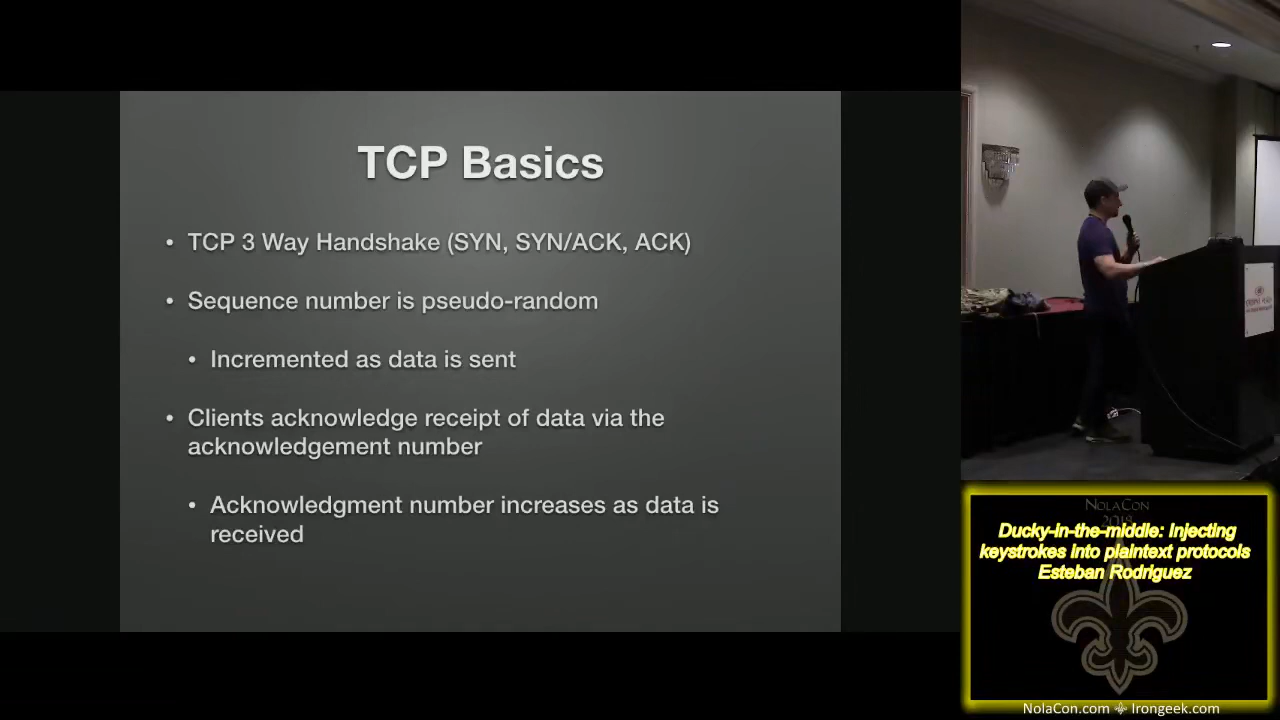 TCP Basics
• TCP 3 Way Handshake (SYN, SYN/ACK, ACK)
• Sequence number is pseudo-random
• Incremented as data is sent
• Clients acknowledge receipt of data via the
acknowledgement number
• Acknowledgment number increases as data is
received
NOLACON
2018
Ducky-in-the-middle: Injecting
keystrokes into plaintext protocols
Esteban Rodriguez
NolaCon.com ⚜ Irongeek.com